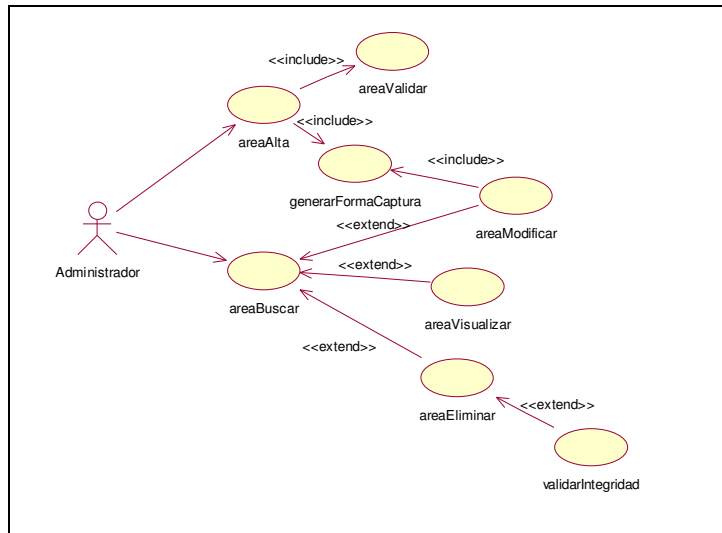 <<include>>
areaValidar
<<include>>
areaAlta
<<include>>
generarFormaCaptura
<<extend>>
areaModificar
Administrador
<<extend>>
areaBuscar
areaVisualizar
<<extend>>
areaEliminar
<<extend>>
validarIntegridad